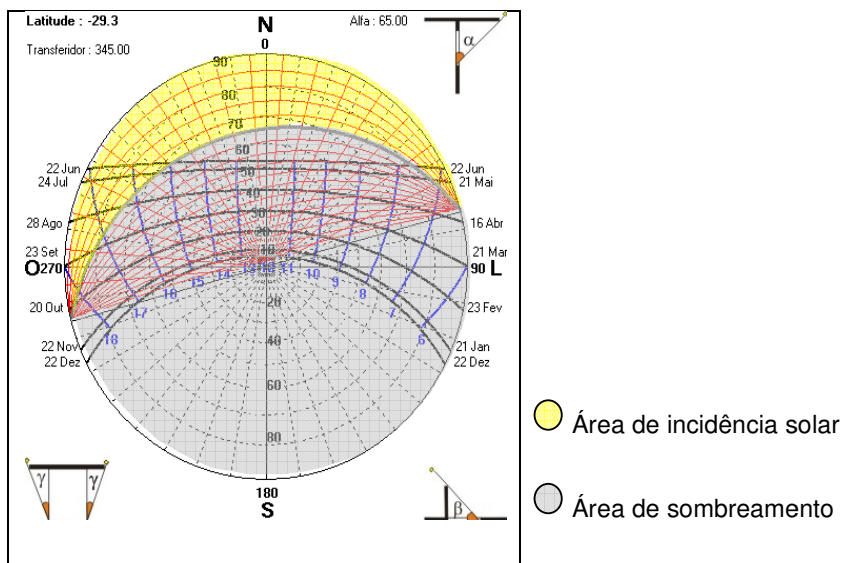 Latitude : -29.3
N
Alfa : 65.00
Transferidor : 345.00
0
α
90
80
70
60
50
40
30
20
10
22 Jun
24 Jul
28 Ago
23 Set
O 270
20 Out
22 Nov
22 Dez
22 Jun
21 Mai
16 Abr
21 Mar
90 L
23 Fev
21 Jan
22 Dez
18
17
16
15
14
13
12
11
10
9
8
7
6
20
40
60
80
γ
γ
180
S
β
Área de incidência solar
Área de sombreamento